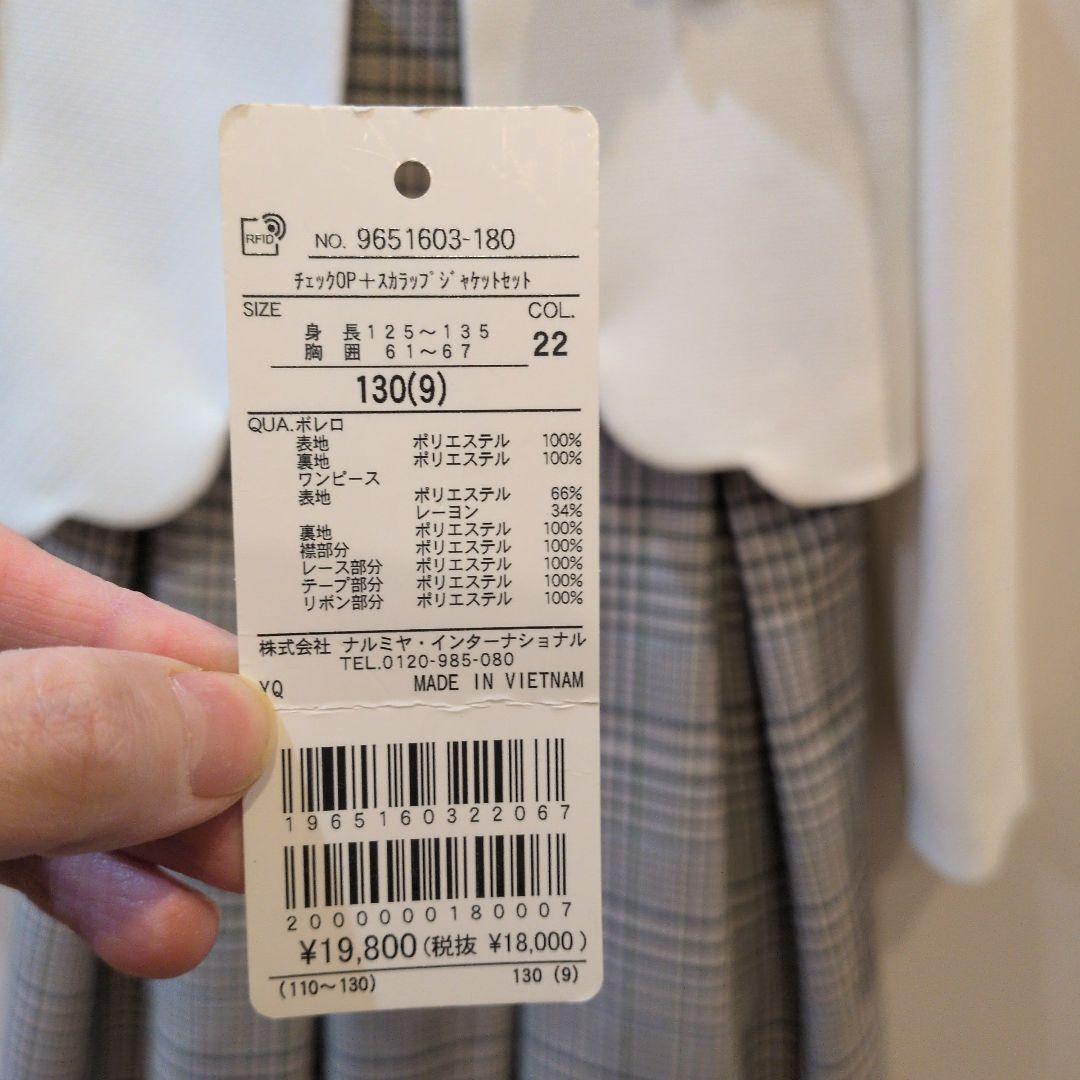 RFID
NO. 9651603-180
チェックOP+スカラップジャケットセット
SIZE COL.
身 長125~135
胸 囲 61~67
22
130(9)
QUA.ボレロ
表地 ポリエステル 100%
裏地 ポリエステル 100%
ワンピース
表地 ポリエステル 66%
レーヨン 34%
裏地 ポリエステル 100%
襟部分 ポリエステル 100%
レース部分 ポリエステル 100%
テープ部分 ポリエステル 100%
リボン部分 ポリエステル 100%
株式会社 ナルミヤ・インターナショナル
TEL.0120-985-080
YQ MADE IN VIETNAM
1965160322067
2000000180007
¥19,800(税抜 ¥18,000)
(110~130) 130 (9)